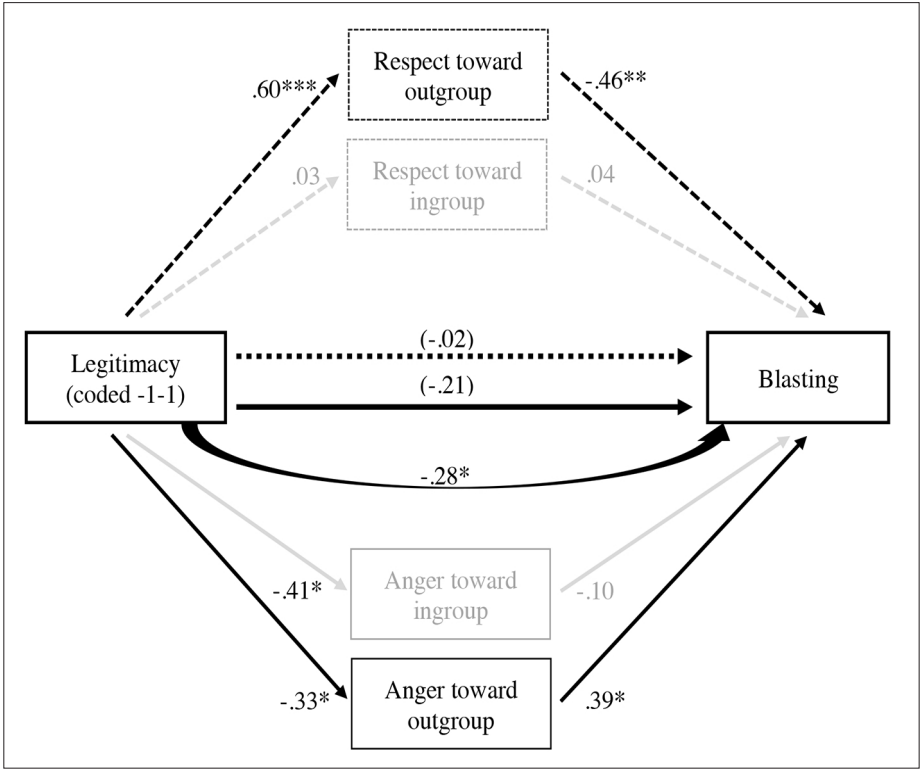 Respect toward
outgroup
.60***
-.46**
Respect toward
ingroup
.03
.04
Legitimacy
(coded -1-1)
(-.02)
(-.21)
Blasting
-.28*
Anger toward
ingroup
-.41*
-.10
Anger toward
outgroup
-.33*
.39*